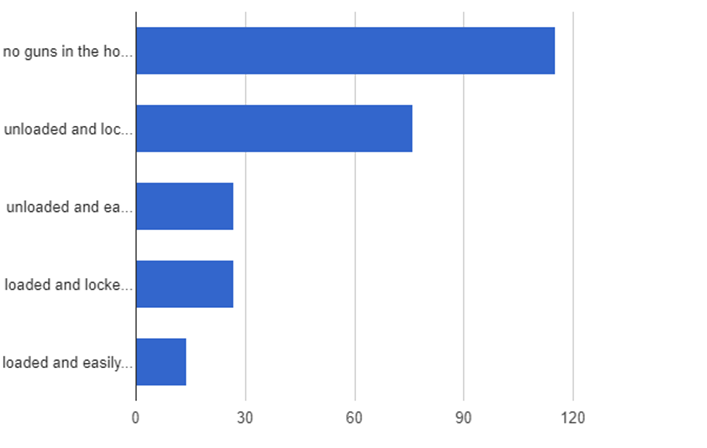 no guns in the ho...
unloaded and loc...
unloaded and ea...
loaded and locke...
loaded and easily...
0 30 60 90 120